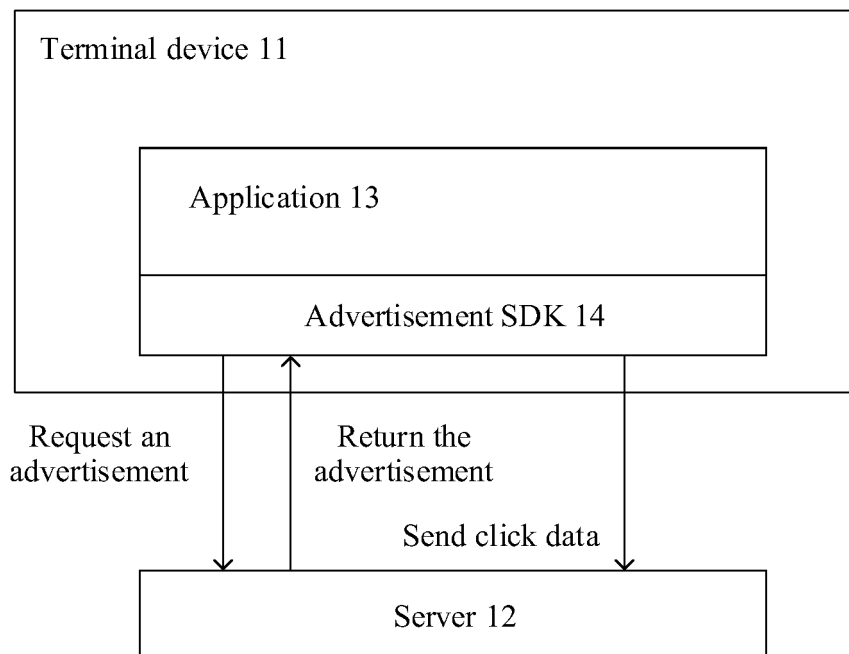 Terminal device 11
Application 13
Advertisement SDK 14
Request an
advertisement
Return the
advertisement
Send click data
Server 12